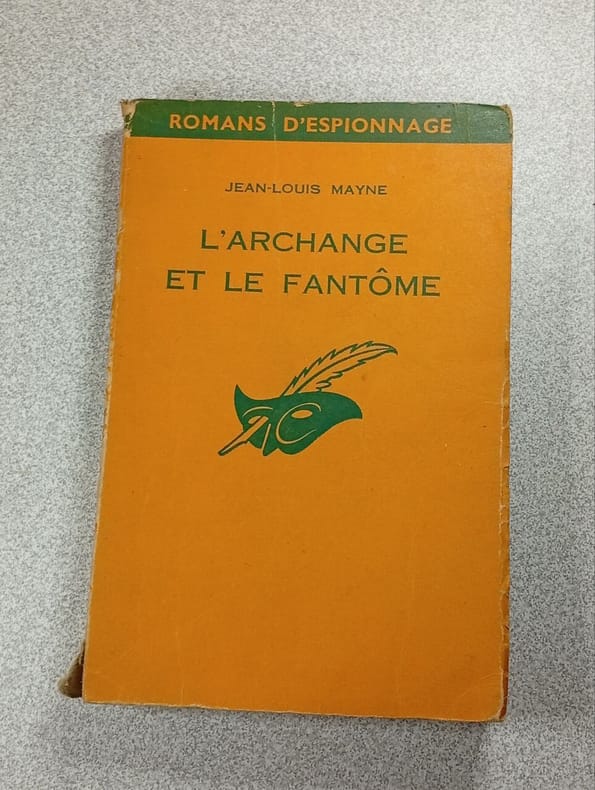 ROMANS D'ESPIONNAGE
JEAN-LOUIS MAYNE
L'ARCHANGE
ET LE FANTÔME